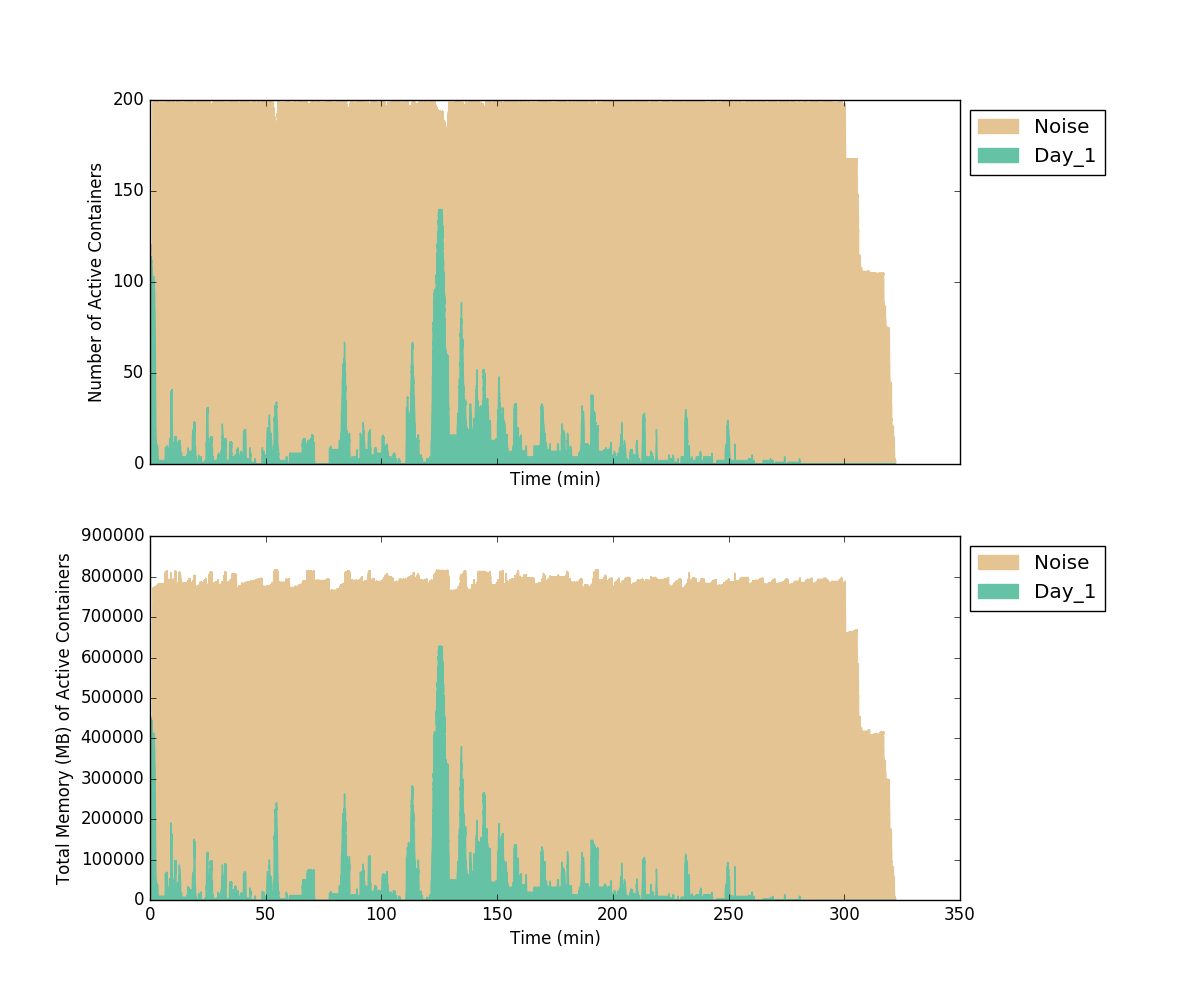 200
150
100
50
0
Number of Active Containers
Time (min)
Noise
Day_1
900000
800000
700000
600000
500000
400000
300000
200000
100000
0
Total Memory (MB) of Active Containers
0 50 100 150 200 250 300 350
Time (min)
Noise
Day_1